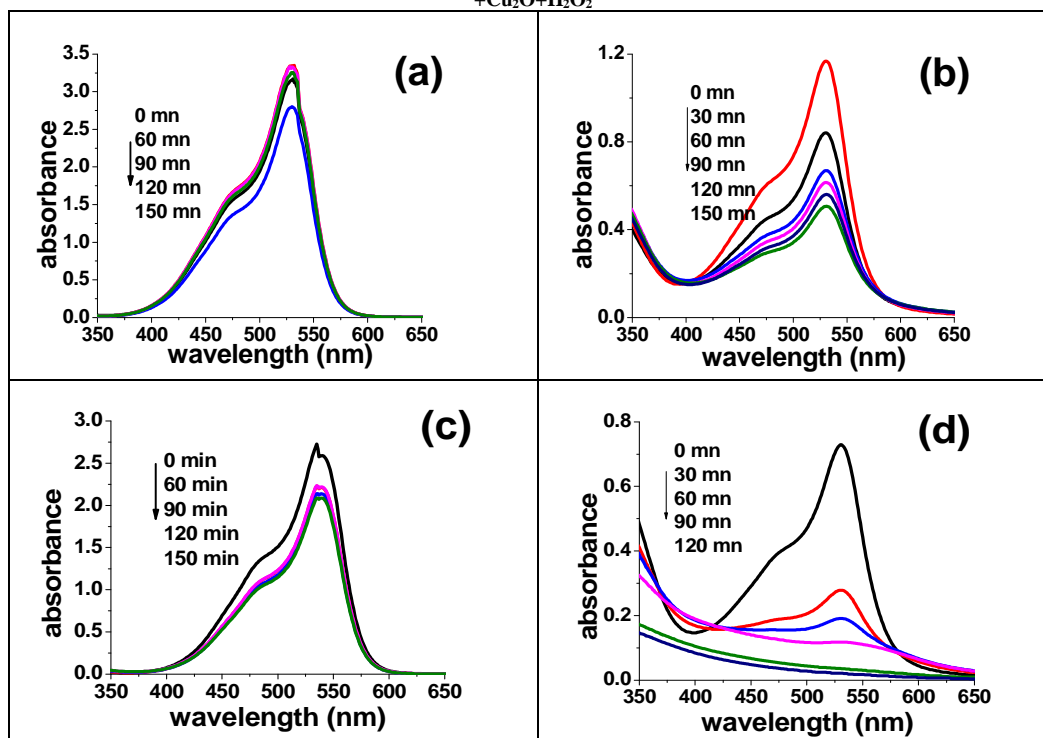 +Cu₂O+H₂O₂
(a)
0 mn
60 mn
90 mn
120 mn
150 mn
3.5
3.0
2.5
2.0
1.5
1.0
0.5
0.0
absorbance
350 400 450 500 550 600 650
wavelength (nm)
(b)
0 mn
30 mn
60 mn
90 mn
120 mn
150 mn
1.2
0.8
0.4
0.0
absorbance
350 400 450 500 550 600 650
wavelength (nm)
(c)
0 min
60 min
90 min
120 min
150 min
3.0
2.5
2.0
1.5
1.0
0.5
0.0
absorbance
350 400 450 500 550 600 650
wavelength (nm)
(d)
0 mn
30 mn
60 mn
90 mn
120 mn
0.8
0.6
0.4
0.2
0.0
absorbance
350 400 450 500 550 600 650
wavelength (nm)